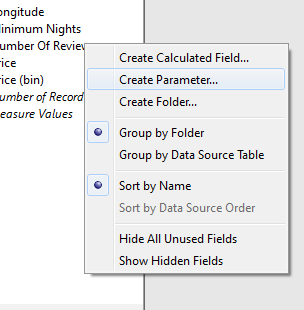 ongitude
inimum Nights
umber Of Review
rice
rice (bin)
umber of Record
easure Values
Create Calculated Field...
Create Parameter...
Create Folder...
Group by Folder
Group by Data Source Table
Sort by Name
Sort by Data Source Order
Hide All Unused Fields
Show Hidden Fields